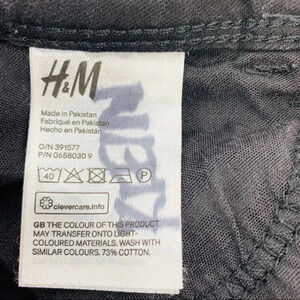 H&M
Made in Pakistan
Fabriqué en Pakistan
Hecho en Pakistán
O/N 391577
P/N 0658030 9
40 P
clevercare.info
GB THE COLOUR OF THIS PRODUCT
MAY TRANSFER ONTO LIGHT-
COLOURED MATERIALS. WASH WITH
SIMILAR COLOURS. 73% COTTON.